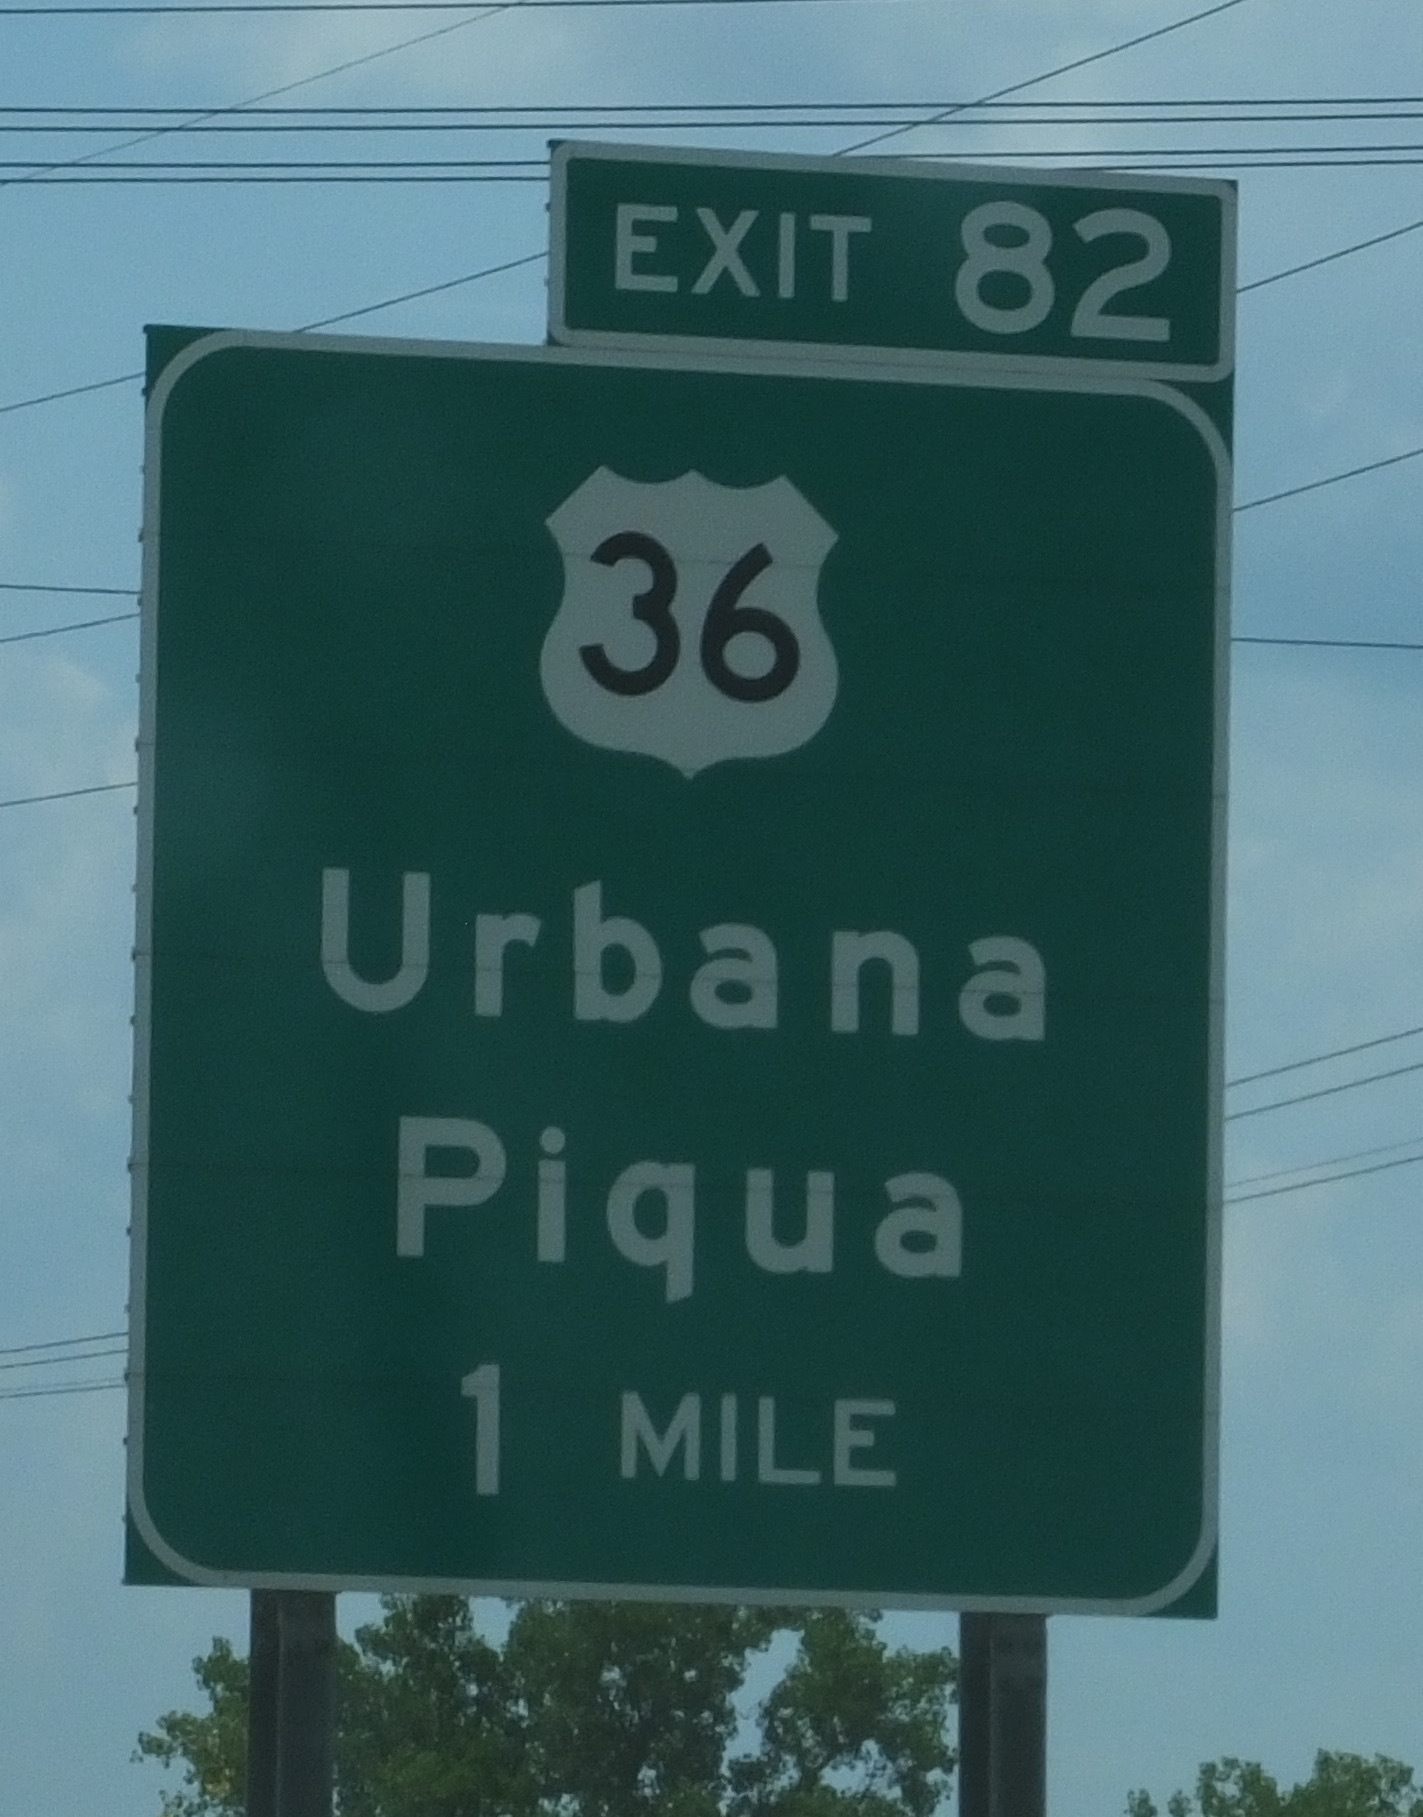 EXIT 82
36
Urbana
Piqua
1 MILE